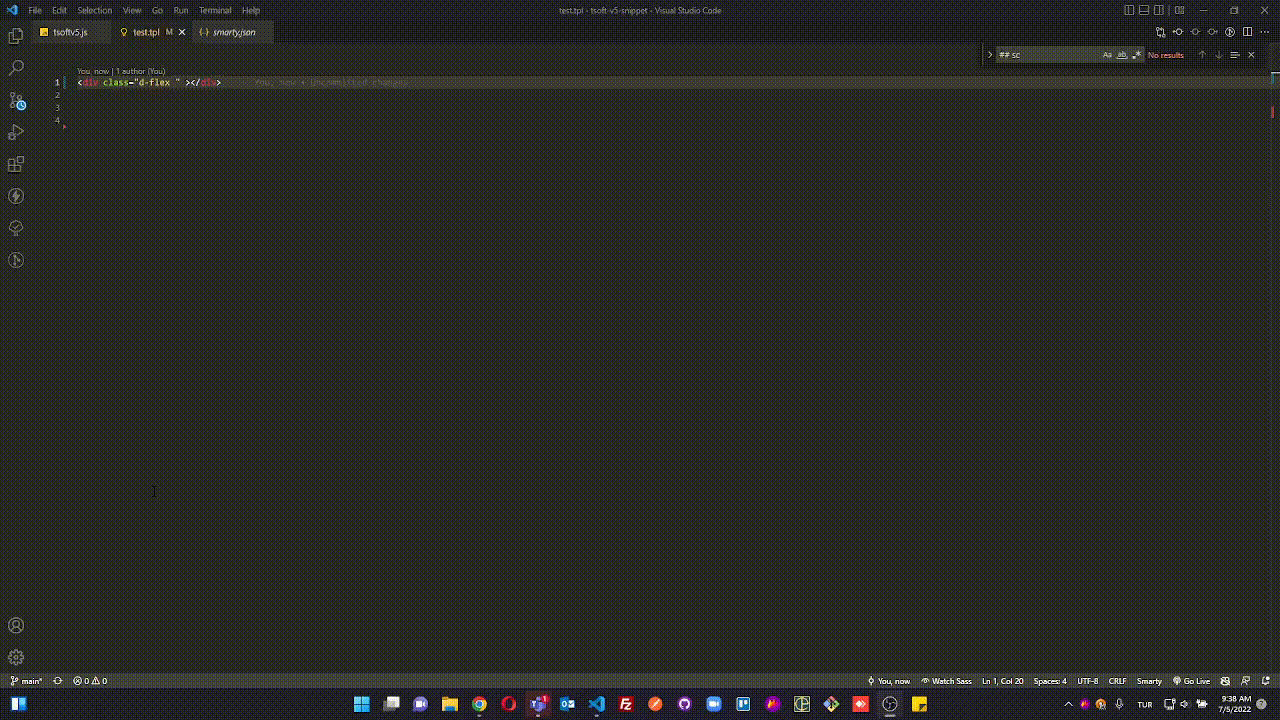 File Edit Selection View Go Run Terminal Help
test.tpl - tsoft-v5-snippet - Visual Studio Code
tsoftv5.js
test.tpl M
smarty.json
## sc
Aa ab
No results
You, now | 1 author (You)
1 <div class="d-flex " ></div> You, now • Uncommitted changes
2
3
4
main* 0 0
You, now
Watch Sass
Ln 1, Col 20
Spaces: 4
UTF-8
CRLF
Smarty
Go Live
TUR
9:38 AM
7/5/2022